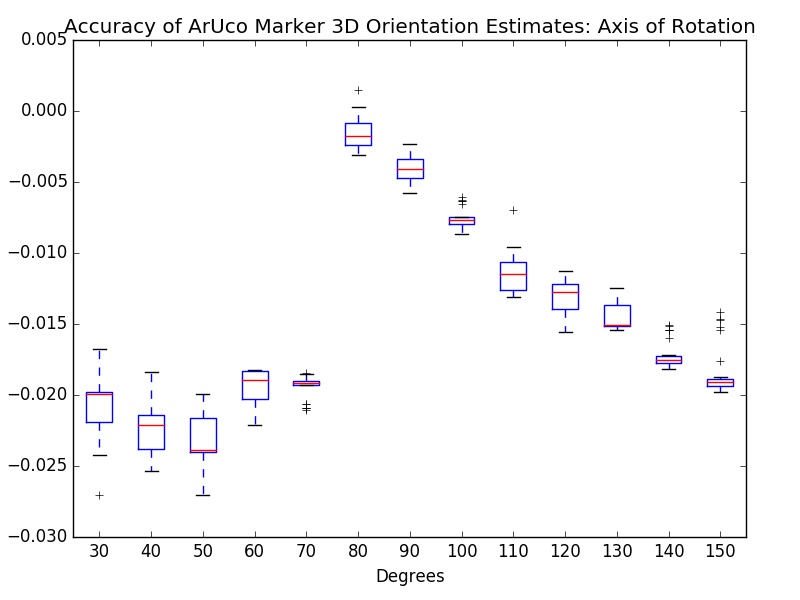 Accuracy of ArUco Marker 3D Orientation Estimates: Axis of Rotation
0.005
0.000
−0.005
−0.010
−0.015
−0.020
−0.025
−0.030
30 40 50 60 70 80 90 100 110 120 130 140 150
Degrees